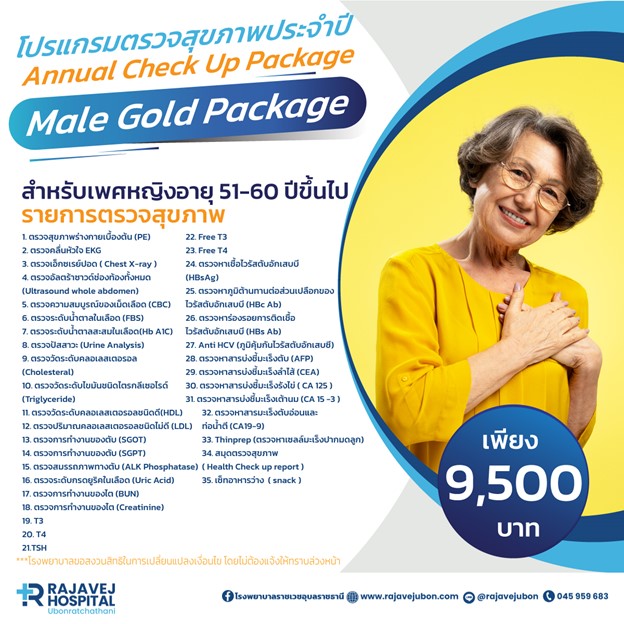 โปรแกรมตรวจสุขภาพประจำปี
Annual Check Up Package
Male Gold Package
สำหรับเพศหญิงอายุ 51-60 ปีขึ้นไป
รายการตรวจสุขภาพ
1. ตรวจสุขภาพร่างกายเบื้องต้น (PE)
2. ตรวจคลื่นหัวใจ EKG
3. ตรวจเอ็กซเรย์ปอด ( Chest X-ray )
4. ตรวจอัลตร้าซาวด์ช่องท้องทั้งหมด
(Ultrasound whole abdomen)
5. ตรวจความสมบูรณ์ของเม็ดเลือด (CBC)
6. ตรวจระดับน้ำตาลในเลือด (FBS)
7. ตรวจระดับน้ำตาลสะสมในเลือด(Hb A1C)
8. ตรวจปัสสาวะ (Urine Analysis)
9. ตรวจวัดระดับคลอเลสเตอรอล
(Cholesteral)
10. ตรวจวัดระดับไขมันชนิดไตรกลีเซอไรด์
(Triglyceride)
11. ตรวจวัดระดับคลอเลสเตอรอลชนิดดี(HDL)
12. ตรวจปริมาณคลอเลสเตอรอลชนิดไม่ดี (LDL)
13. ตรวจการทำงานของตับ (SGOT)
14. ตรวจการทำงานของตับ (SGPT)
15. ตรวจสมรรถภาพทางตับ (ALK Phosphatase)
16. ตรวจระดับกรดยูริคในเลือด (Uric Acid)
17. ตรวจการทำงานของไต (BUN)
18. ตรวจการทำงานของไต (Creatinine)
19. T3
20. T4
21.TSH
22. Free T3
23. Free T4
24. ตรวจหาเชื้อไวรัสตับอักเสบบี
(HBsAg)
25. ตรวจหาภูมิต้านทานต่อส่วนเปลือกของ
ไวรัสตับอักเสบบี (HBc Ab)
26. ตรวจหาร่องรอยการติดเชื้อ
ไวรัสตับอักเสบบี (HBs Ab)
27. Anti HCV (ภูมิคุ้มกันไวรัสตับอักเสบซี)
28. ตรวจหาสารบ่งชี้มะเร็งตับ (AFP)
29. ตรวจหาสารบ่งชี้มะเร็งลำไส้ (CEA)
30. ตรวจหาสารบ่งชี้มะเร็งรังไข่ ( CA 125 )
31. ตรวจหาสารบ่งชี้มะเร็งเต้านม (CA 15 -3 )
32. ตรวจหาสารมะเร็งตับอ่อนและ
ท่อน้ำดี (CA19-9)
33. Thinprep (ตรวจหาเซลล์มะเร็งปากมดลูก)
34. สมุดตรวจสุขภาพ
( Health Check up report )
35. เซ็ทอาหารว่าง ( snack )
เพียง
9,500
บาท
***โรงพยาบาลขอสงวนสิทธิในการเปลี่ยนแปลงเงื่อนไข โดยไม่ต้องแจ้งให้ทราบล่วงหน้า
RAJAVEJ
HOSPITAL
Ubonratchathani
โรงพยาบาลราชเวชอุบลราชธานี www.rajavejubon.com @rajavejubon 045 959 683